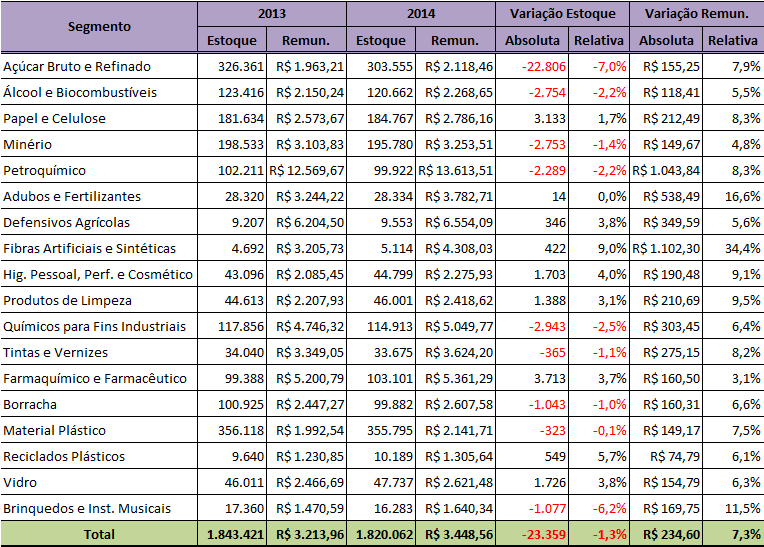 Segmento 2013 2014 Variação Estoque Variação Remun.
Estoque Remun. Estoque Remun. Absoluta Relativa Absoluta Relativa
Açúcar Bruto e Refinado 326.361 R$ 1.963,21 303.555 R$ 2.118,46 -22.806 -7,0% R$ 155,25 7,9%
Álcool e Biocombustíveis 123.416 R$ 2.150,24 120.662 R$ 2.268,65 -2.754 -2,2% R$ 118,41 5,5%
Papel e Celulose 181.634 R$ 2.573,67 184.767 R$ 2.786,16 3.133 1,7% R$ 212,49 8,3%
Minério 198.533 R$ 3.103,83 195.780 R$ 3.253,51 -2.753 -1,4% R$ 149,67 4,8%
Petroquímico 102.211 R$ 12.569,67 99.922 R$ 13.613,51 -2.289 -2,2% R$ 1.043,84 8,3%
Adubos e Fertilizantes 28.320 R$ 3.244,22 28.334 R$ 3.782,71 14 0,0% R$ 538,49 16,6%
Defensivos Agrícolas 9.207 R$ 6.204,50 9.553 R$ 6.554,09 346 3,8% R$ 349,59 5,6%
Fibras Artificiais e Sintéticas 4.692 R$ 3.205,73 5.114 R$ 4.308,03 422 9,0% R$ 1.102,30 34,4%
Hig. Pessoal, Perf. e Cosmético 43.096 R$ 2.085,45 44.799 R$ 2.275,93 1.703 4,0% R$ 190,48 9,1%
Produtos de Limpeza 44.613 R$ 2.207,93 46.001 R$ 2.418,62 1.388 3,1% R$ 210,69 9,5%
Químicos para Fins Industriais 117.856 R$ 4.746,32 114.913 R$ 5.049,77 -2.943 -2,5% R$ 303,45 6,4%
Tintas e Vernizes 34.040 R$ 3.349,05 33.675 R$ 3.624,20 -365 -1,1% R$ 275,15 8,2%
Farmaquímico e Farmacêutico 99.388 R$ 5.200,79 103.101 R$ 5.361,29 3.713 3,7% R$ 160,50 3,1%
Borracha 100.925 R$ 2.447,27 99.882 R$ 2.607,58 -1.043 -1,0% R$ 160,31 6,6%
Material Plástico 356.118 R$ 1.992,54 355.795 R$ 2.141,71 -323 -0,1% R$ 149,17 7,5%
Reciclados Plásticos 9.640 R$ 1.230,85 10.189 R$ 1.305,64 549 5,7% R$ 74,79 6,1%
Vidro 46.011 R$ 2.466,69 47.737 R$ 2.621,48 1.726 3,8% R$ 154,79 6,3%
Brinquedos e Inst. Musicais 17.360 R$ 1.470,59 16.283 R$ 1.640,34 -1.077 -6,2% R$ 169,75 11,5%
Total 1.843.421 R$ 3.213,96 1.820.062 R$ 3.448,56 -23.359 -1,3% R$ 234,60 7,3%